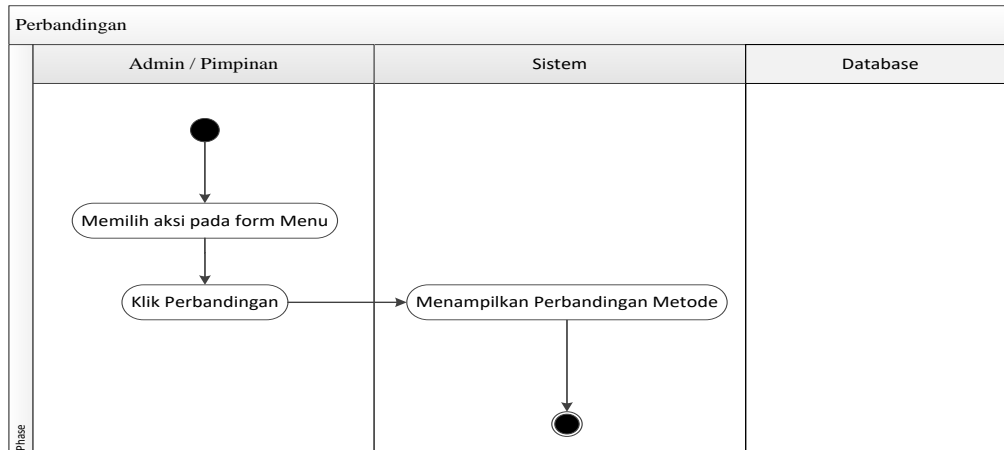 Perbandingan
Admin / Pimpinan
Sistem
Database
Memilih aksi pada form Menu
Klik Perbandingan
Menampilkan Perbandingan Metode
Phase